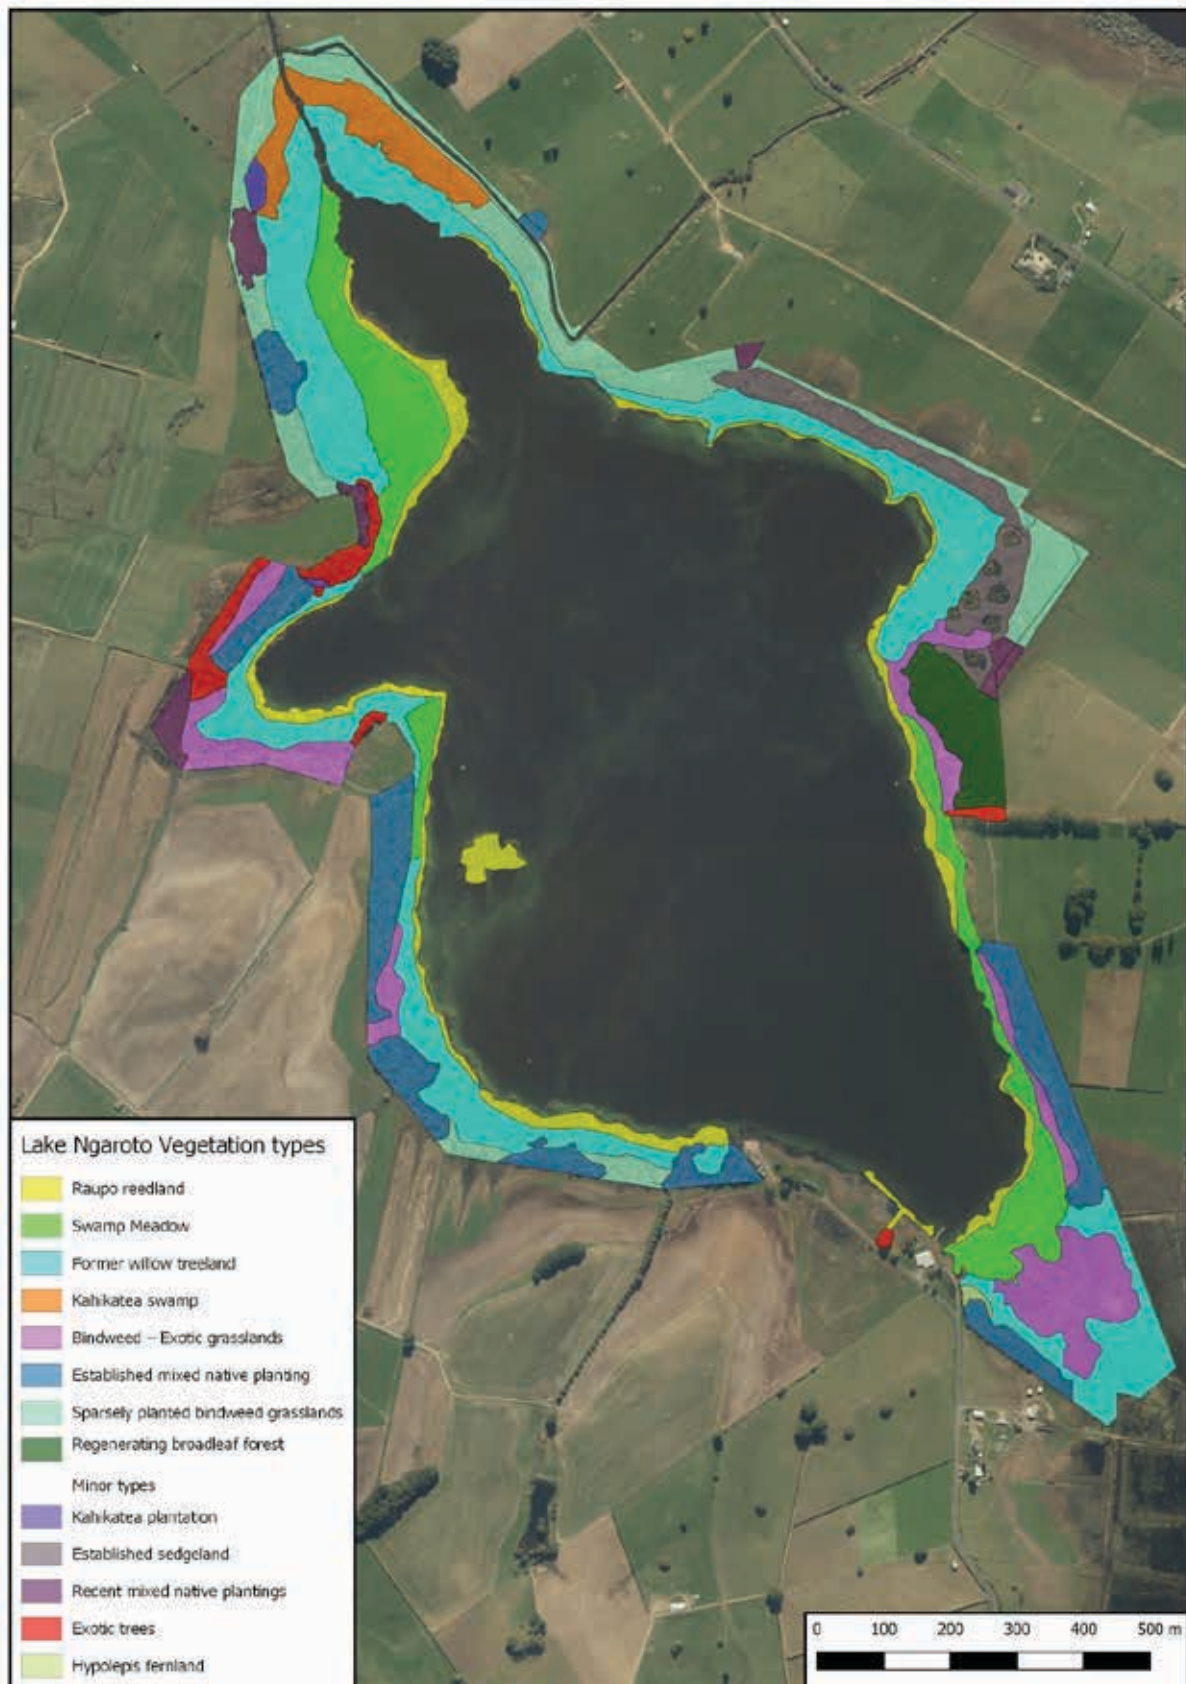 Lake Ngaroto Vegetation types
Raupo reedland
Swamp Meadow
Former willow treeland
Kahikatea swamp
Bindweed – Exotic grasslands
Established mixed native planting
Sparsely planted bindweed grasslands
Regenerating broadleaf forest
Minor types
Kahikatea plantation
Established sedgeland
Recent mixed native plantings
Exotic trees
Hypolepis fernland
0 100 200 300 400 500 m